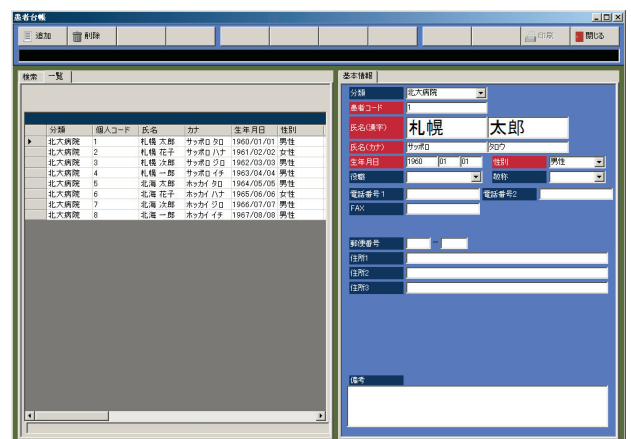 患者台帳
追加 削除 印刷 閉じる
検索 一覧
分類 個人コード 氏名 カナ 生年月日 性別
北大病院 1 札幌 太郎 サッポロ タロ 1960/01/01 男性
北大病院 2 札幌 花子 サッポロ ハナ 1961/02/02 女性
北大病院 3 札幌 次郎 サッポロ ジロ 1962/03/03 男性
北大病院 4 札幌 一郎 サッポロ イチ 1963/04/04 男性
北大病院 5 北海 太郎 ホッカイ タロ 1964/05/05 男性
北大病院 6 北海 花子 ホッカイ ハナ 1965/06/06 女性
北大病院 7 北海 次郎 ホッカイ ジロ 1966/07/07 男性
北大病院 8 北海 一郎 ホッカイ イチ 1967/08/08 男性
基本情報
分類 北大病院
患者コード 1
氏名(漢字) 札幌 太郎
氏名(カナ) サッポロ タロウ
生年月日 1960 01 01 性別 男性
役職 敬称
電話番号1 電話番号2
FAX
郵便番号 -
住所1
住所2
住所3
備考